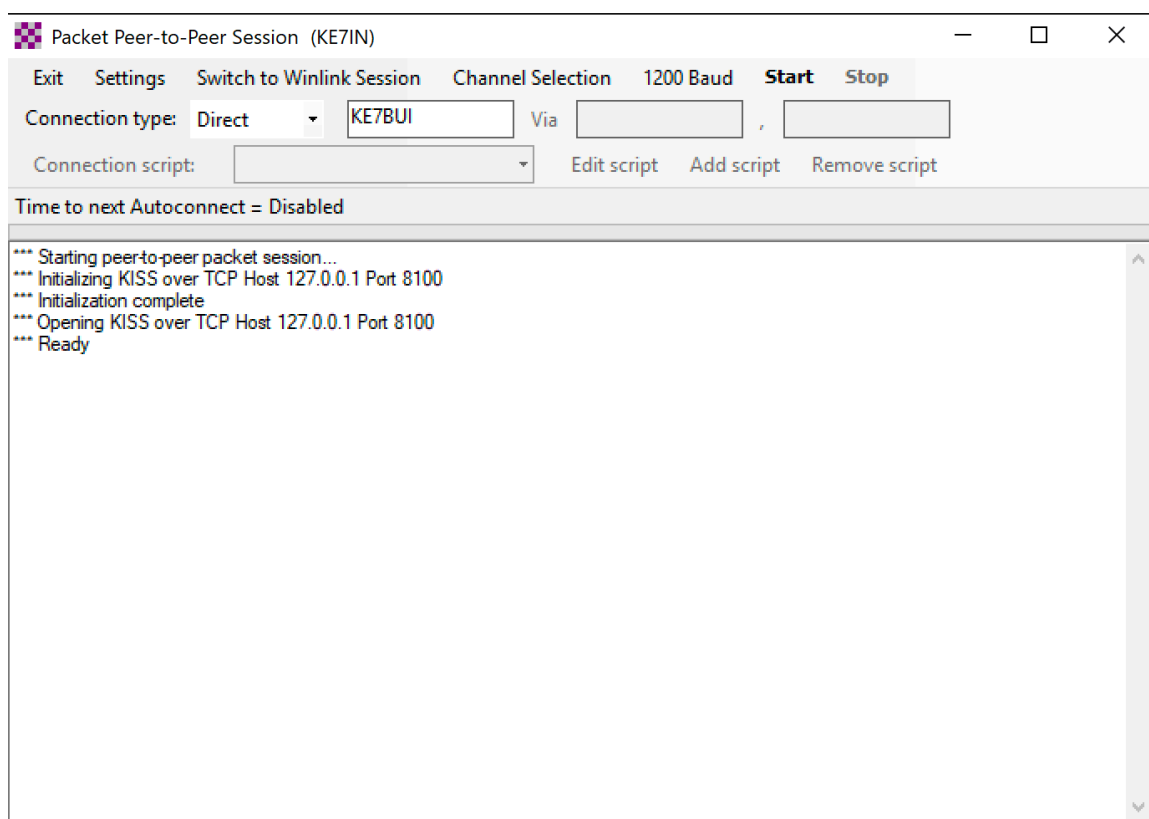 Packet Peer-to-Peer Session (KE7IN)
Exit Settings Switch to Winlink Session Channel Selection 1200 Baud Start Stop
Connection type: Direct KE7BUI Via ,
Connection script: Edit script Add script Remove script
Time to next Autoconnect = Disabled
*** Starting peer-to-peer packet session...
*** Initializing KISS over TCP Host 127.0.0.1 Port 8100
*** Initialization complete
*** Opening KISS over TCP Host 127.0.0.1 Port 8100
*** Ready